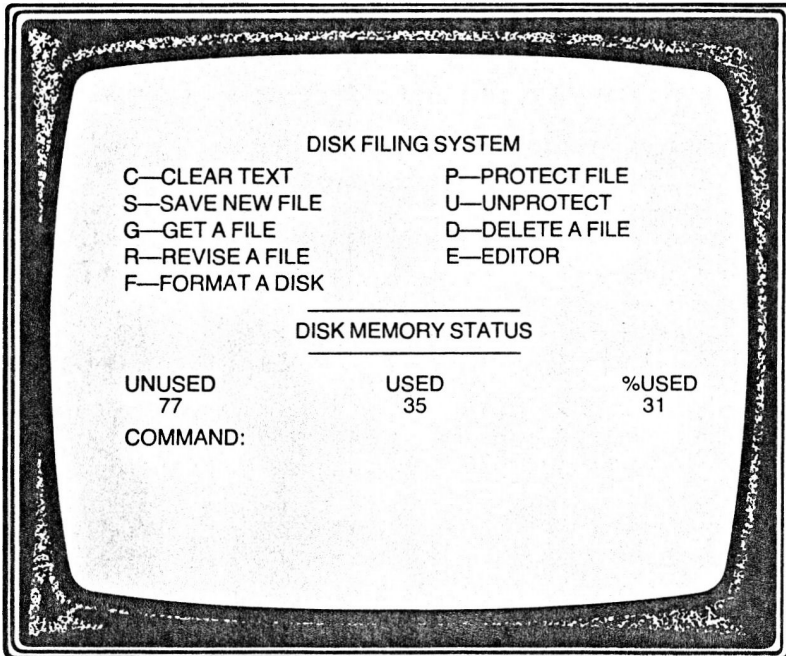 DISK FILING SYSTEM
C—CLEAR TEXT P—PROTECT FILE
S—SAVE NEW FILE U—UNPROTECT
G—GET A FILE D—DELETE A FILE
R—REVISE A FILE E—EDITOR
F—FORMAT A DISK
DISK MEMORY STATUS
UNUSED USED %USED
77 35 31
COMMAND: